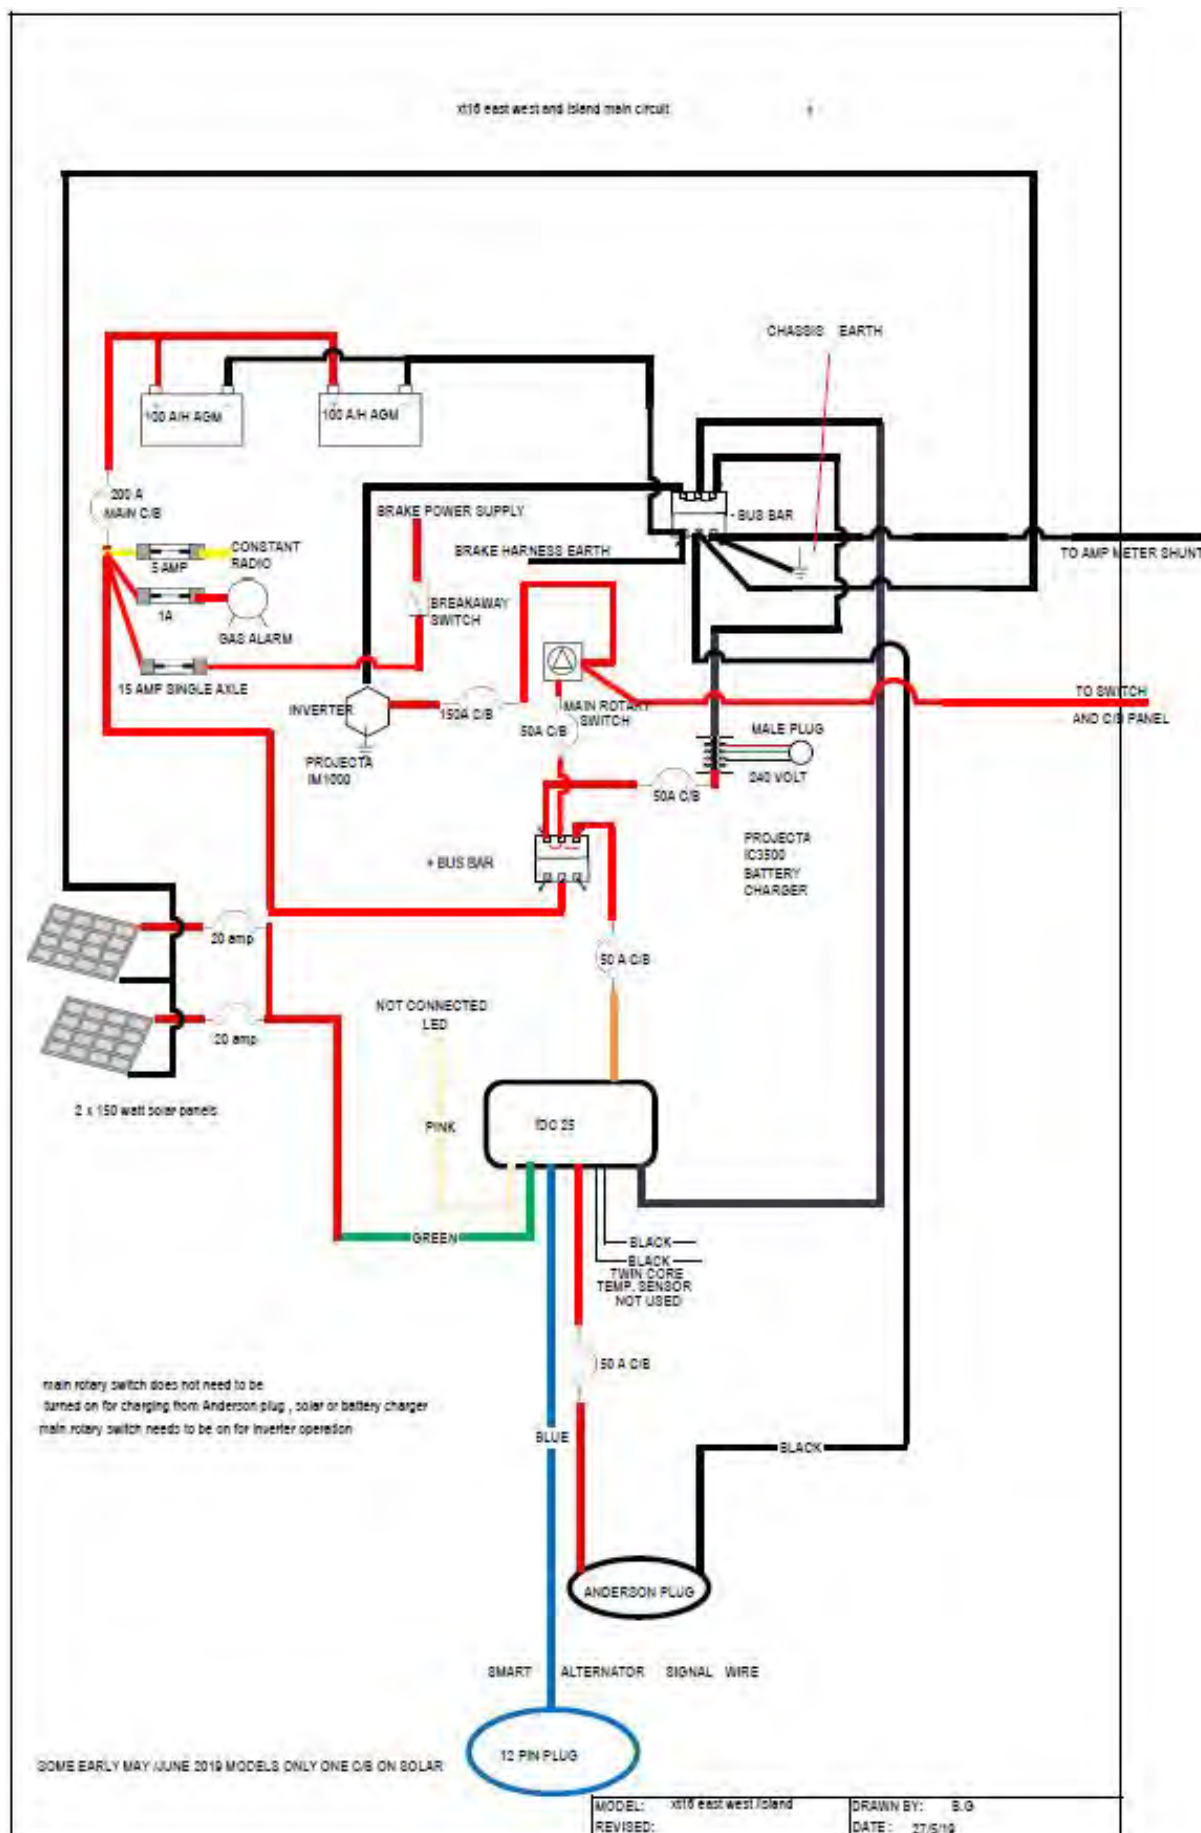 xt16 east west and island main circuit
CHASSIS EARTH
100 A/H AGM
100 A/H AGM
200 A
MAIN C/B
BRAKE POWER SUPPLY
- BUS BAR
CONSTANT
RADIO
5 AMP
BRAKE HARNESS EARTH
TO AMP METER SHUNT
1A
BREAKAWAY
SWITCH
GAS ALARM
15 AMP SINGLE AXLE
INVERTER
150A C/B
MAIN ROTARY
SWITCH
50A C/B
TO SWITCH
AND C/B PANEL
MALE PLUG
PROJECTA
IM1000
240 VOLT
50A C/B
+ BUS BAR
PROJECTA
IC3500
BATTERY
CHARGER
20 amp
50 A C/B
NOT CONNECTED
LED
20 amp
2 x 150 watt solar panels
PINK
IDC 25
GREEN
BLACK
BLACK
TWIN CORE
TEMP. SENSOR
NOT USED
50 A C/B
main rotary switch does not need to be
turned on for charging from Anderson plug , solar or battery charger
main rotary switch needs to be on for inverter operation
BLUE
BLACK
ANDERSON PLUG
SMART ALTERNATOR SIGNAL WIRE
12 PIN PLUG
SOME EARLY MAY /JUNE 2019 MODELS ONLY ONE C/B ON SOLAR
MODEL: xt16 east west /island
DRAWN BY: B.G
REVISED:
DATE : 27/5/19